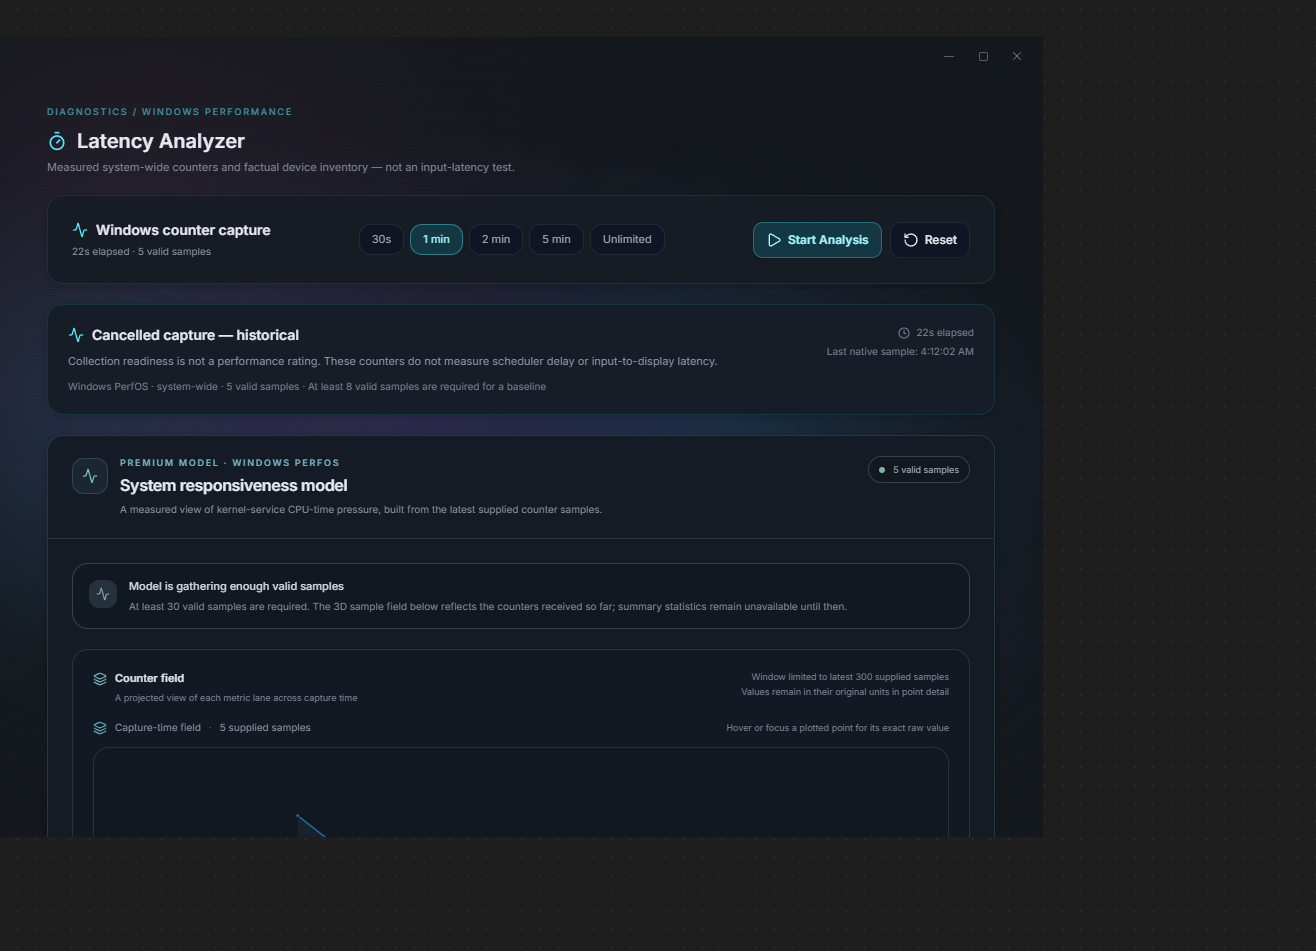 DIAGNOSTICS / WINDOWS PERFORMANCE
Latency Analyzer
Measured system-wide counters and factual device inventory — not an input-latency test.
Windows counter capture
22s elapsed · 5 valid samples
30s
1 min
2 min
5 min
Unlimited
Start Analysis
Reset
Cancelled capture — historical
22s elapsed
Last native sample: 4:12:02 AM
Collection readiness is not a performance rating. These counters do not measure scheduler delay or input-to-display latency.
Windows PerfOS · system-wide · 5 valid samples · At least 8 valid samples are required for a baseline
PREMIUM MODEL · WINDOWS PERFOS
System responsiveness model
A measured view of kernel-service CPU-time pressure, built from the latest supplied counter samples.
5 valid samples
Model is gathering enough valid samples
At least 30 valid samples are required. The 3D sample field below reflects the counters received so far; summary statistics remain unavailable until then.
Counter field
A projected view of each metric lane across capture time
Window limited to latest 300 supplied samples
Values remain in their original units in point detail
Capture-time field · 5 supplied samples
Hover or focus a plotted point for its exact raw value